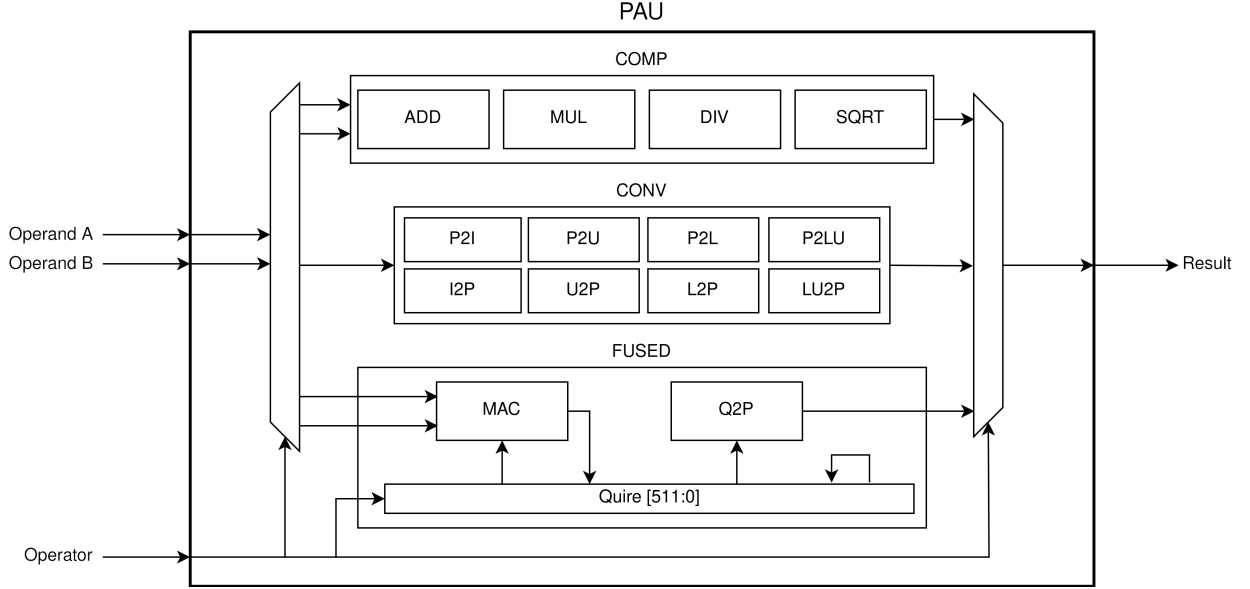 PAU
COMP
ADD MUL DIV SQRT
CONV
Operand A
Operand B
P2I P2U P2L P2LU
I2P U2P L2P LU2P
Result
FUSED
MAC Q2P
Quire [511:0]
Operator